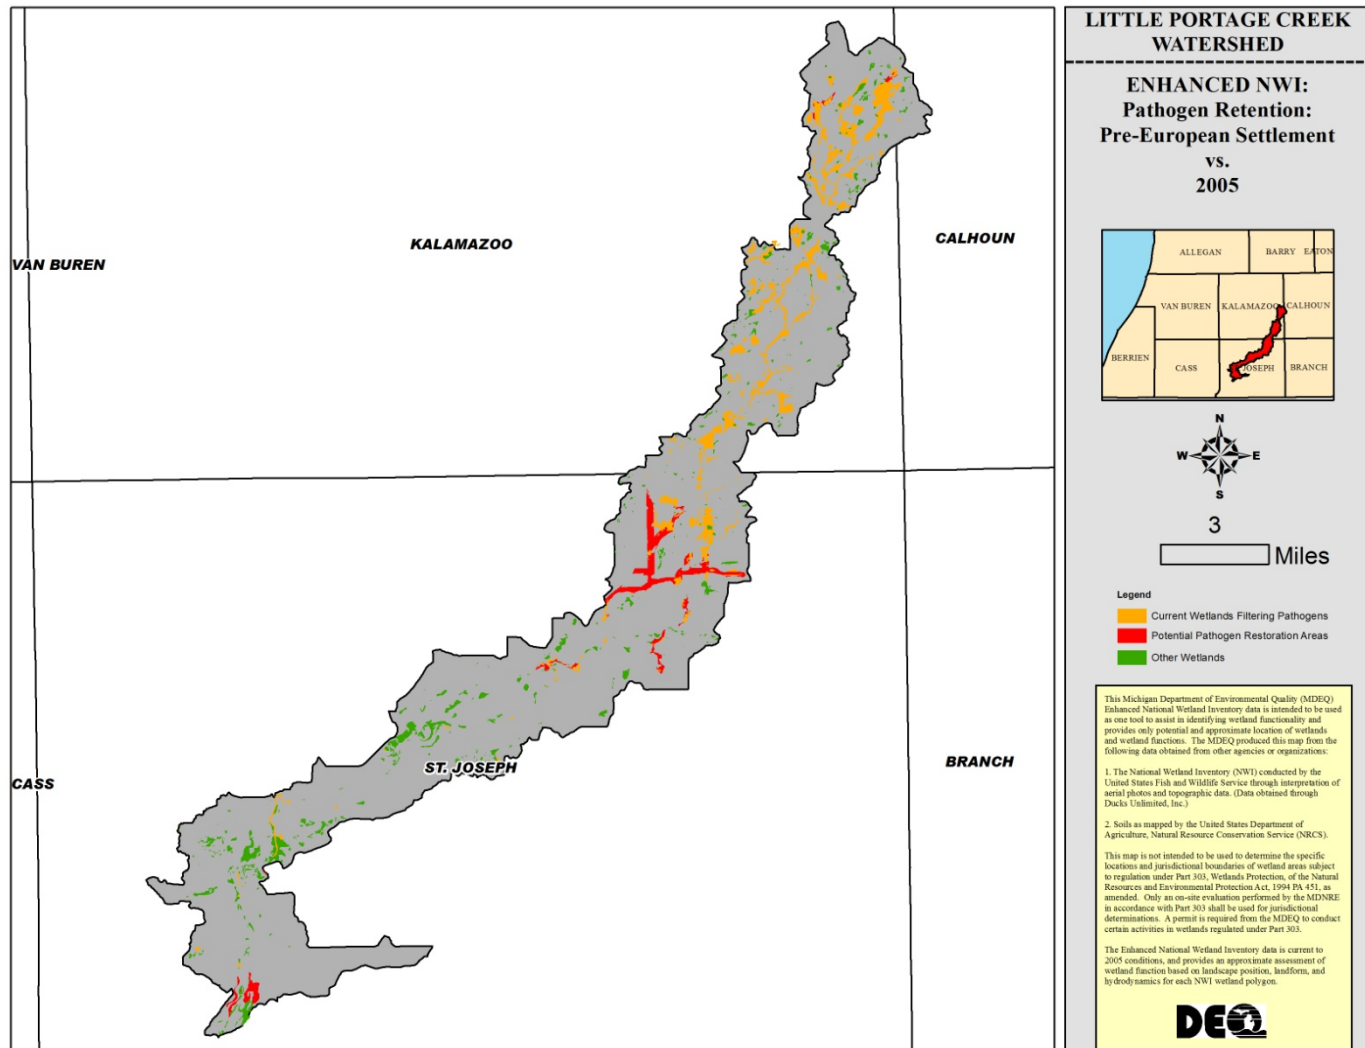 LITTLE PORTAGE CREEK
WATERSHED
ENHANCED NWI:
Pathogen Retention:
Pre-European Settlement
vs.
2005
KALAMAZOO
CALHOUN
VAN BUREN
CASS
ST. JOSEPH
BRANCH
ALLEGAN
BARRY
EATON
VAN BUREN
KALAMAZOO
CALHOUN
BERRIEN
CASS
JOSEPH
BRANCH
N
W
E
S
3
Miles
Legend
Current Wetlands Filtering Pathogens
Potential Pathogen Restoration Areas
Other Wetlands
This Michigan Department of Environmental Quality (MDEQ)
Enhanced National Wetland Inventory data is intended to be used
as one tool to assist in identifying wetland functionality and
provides only potential and approximate location of wetlands
and wetland functions. The MDEQ produced this map from the
following data obtained from other agencies or organizations:
1. The National Wetland Inventory (NWI) conducted by the
United States Fish and Wildlife Service through interpretation of
aerial photos and topographic data. (Data obtained through
Ducks Unlimited, Inc.)
2. Soils as mapped by the United States Department of
Agriculture, Natural Resource Conservation Service (NRCS).
This map is not intended to be used to determine the specific
locations and jurisdictional boundaries of wetland areas subject
to regulation under Part 303, Wetlands Protection, of the Natural
Resources and Environmental Protection Act, 1994 PA 451, as
amended. Only an on-site evaluation performed by the MDNRE
in accordance with Part 303 shall be used for jurisdictional
determinations. A permit is required from the MDEQ to conduct
certain activities in wetlands regulated under Part 303.
The Enhanced National Wetland Inventory data is current to
2005 conditions, and provides an approximate assessment of
wetland function based on landscape position, landform, and
hydrodynamics for each NWI wetland polygon.
DEQ